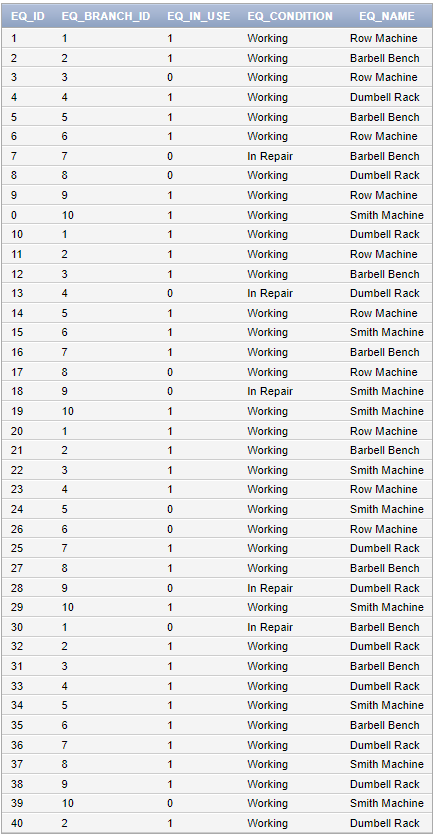 EQ_ID EQ_BRANCH_ID EQ_IN_USE EQ_CONDITION EQ_NAME
1 1 1 Working Row Machine
2 2 1 Working Barbell Bench
3 3 0 Working Row Machine
4 4 1 Working Dumbell Rack
5 5 1 Working Barbell Bench
6 6 1 Working Row Machine
7 7 0 In Repair Barbell Bench
8 8 0 Working Dumbell Rack
9 9 1 Working Row Machine
0 10 1 Working Smith Machine
10 1 1 Working Dumbell Rack
11 2 1 Working Row Machine
12 3 1 Working Barbell Bench
13 4 0 In Repair Dumbell Rack
14 5 1 Working Row Machine
15 6 1 Working Smith Machine
16 7 1 Working Barbell Bench
17 8 0 Working Row Machine
18 9 0 In Repair Smith Machine
19 10 1 Working Smith Machine
20 1 1 Working Row Machine
21 2 1 Working Barbell Bench
22 3 1 Working Smith Machine
23 4 1 Working Row Machine
24 5 0 Working Smith Machine
26 6 0 Working Row Machine
25 7 1 Working Dumbell Rack
27 8 1 Working Barbell Bench
28 9 0 In Repair Dumbell Rack
29 10 1 Working Smith Machine
30 1 0 In Repair Barbell Bench
32 2 1 Working Dumbell Rack
31 3 1 Working Barbell Bench
33 4 1 Working Dumbell Rack
34 5 1 Working Smith Machine
35 6 1 Working Barbell Bench
36 7 1 Working Dumbell Rack
37 8 1 Working Smith Machine
38 9 1 Working Dumbell Rack
39 10 0 Working Smith Machine
40 2 1 Working Dumbell Rack